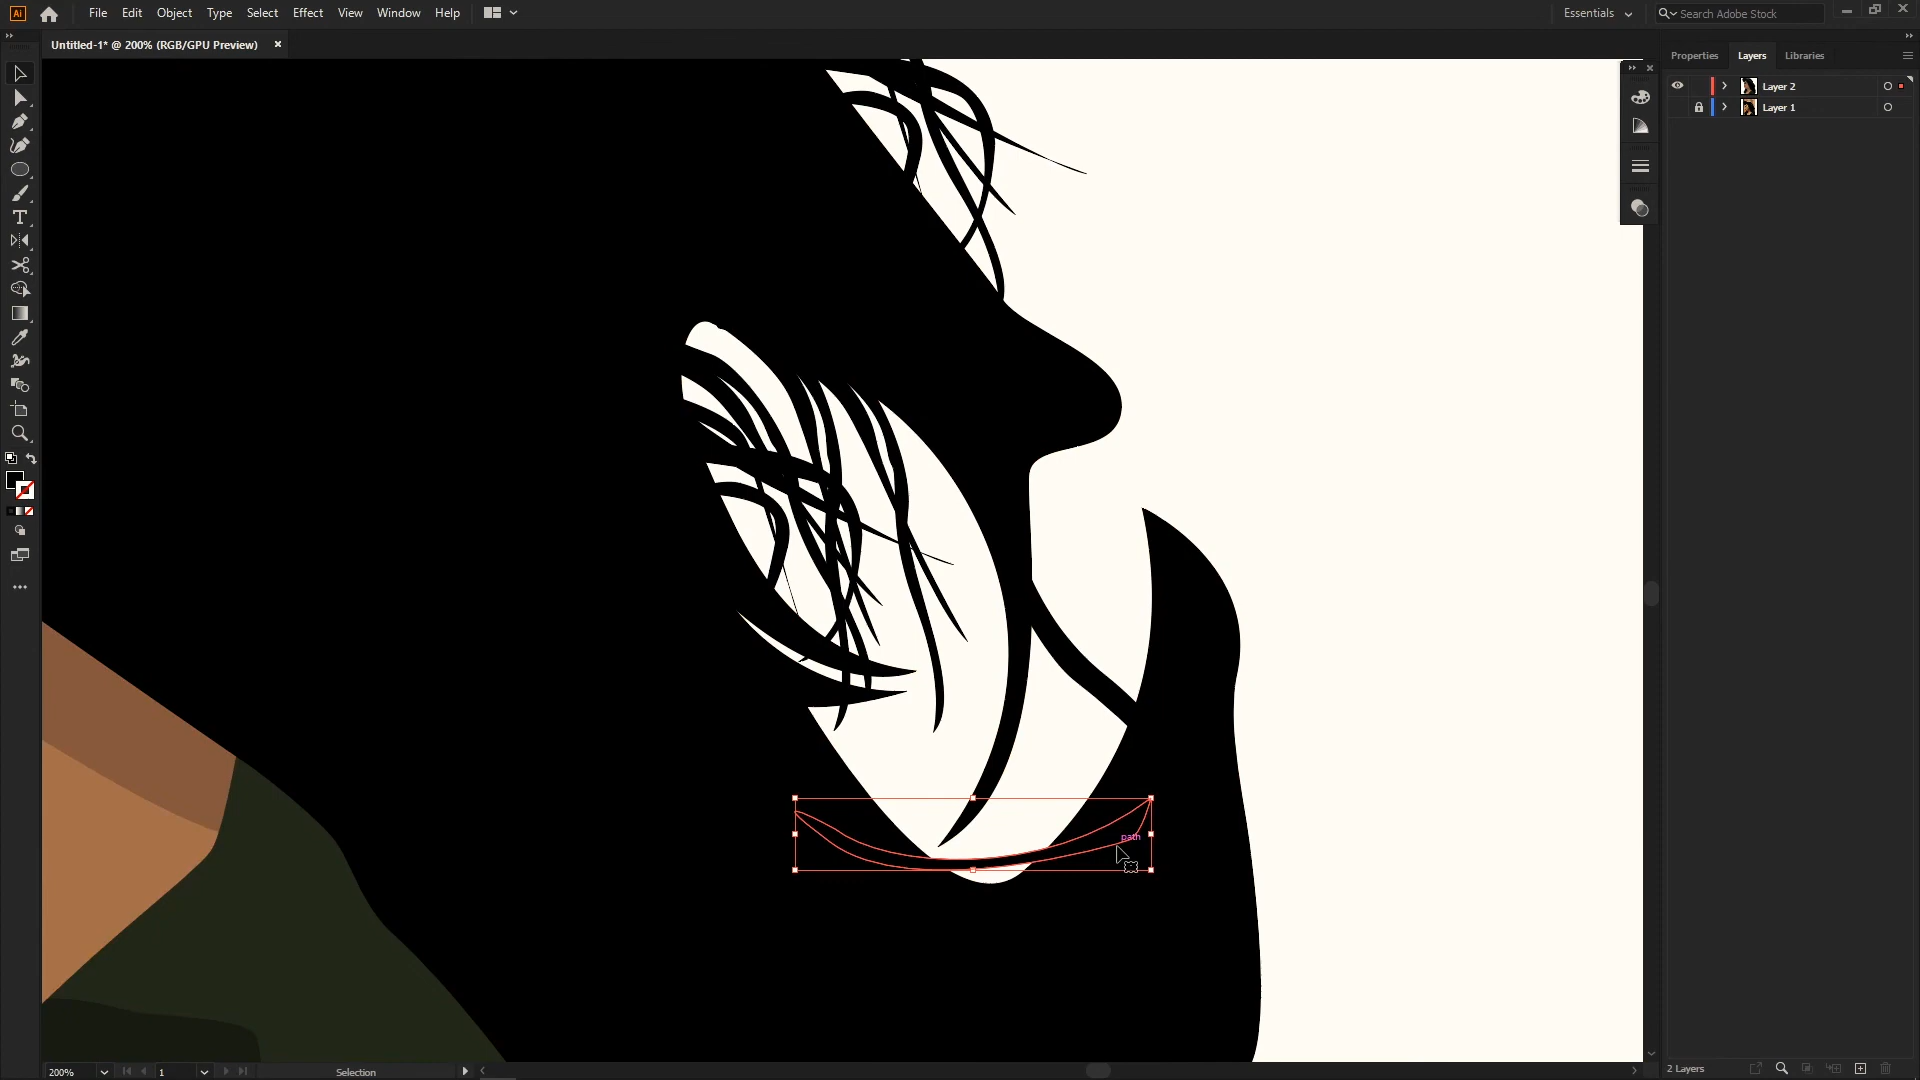 Ai
File Edit Object Type Select Effect View Window Help
Essentials
Search Adobe Stock
Untitled-1* @ 200% (RGB/GPU Preview)
Properties Layers Libraries
Layer 2
Layer 1
path
200%
1
Selection
2 Layers